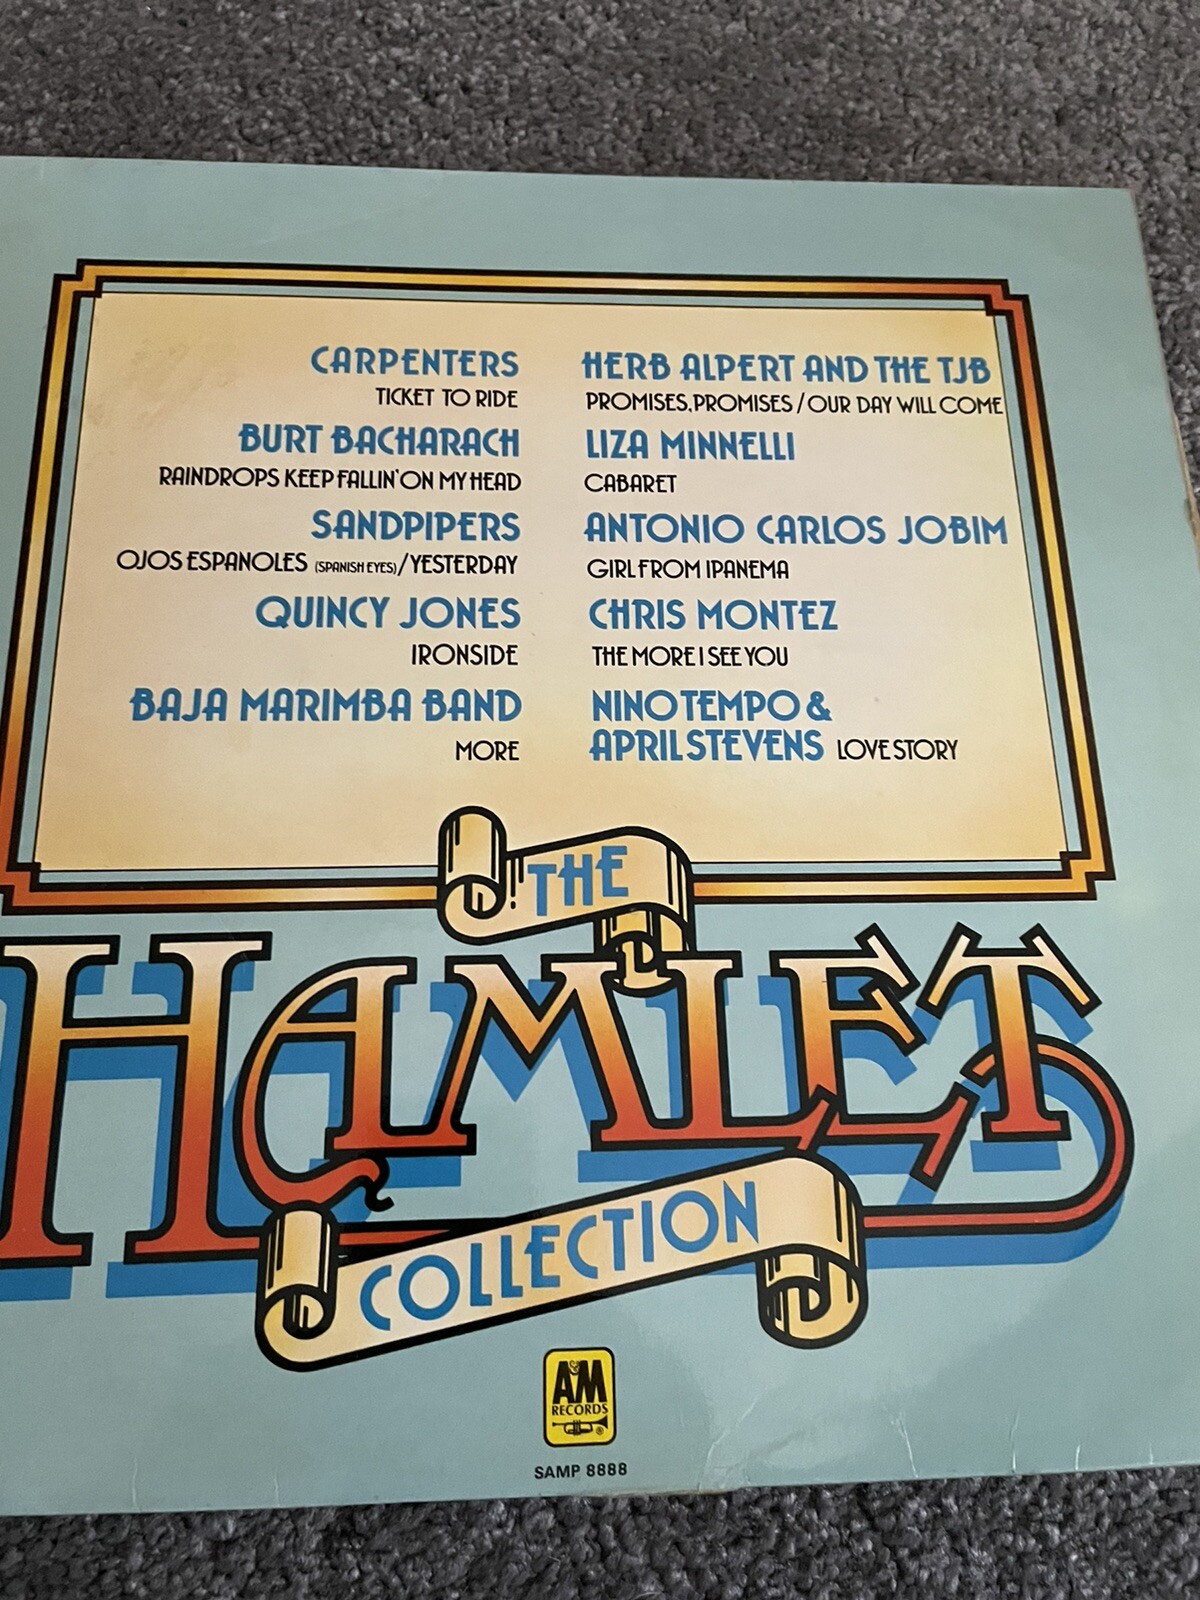 CARPENTERS
TICKET TO RIDE
BURT BACHARACH
RAINDROPS KEEP FALLIN' ON MY HEAD
SANDPIPERS
OJOS ESPANOLES (SPANISH EYES)/YESTERDAY
QUINCY JONES
IRONSIDE
BAJA MARIMBA BAND
MORE
HERB ALPERT AND THE TJB
PROMISES, PROMISES / OUR DAY WILL COME
LIZA MINNELLI
CABARET
ANTONIO CARLOS JOBIM
GIRL FROM IPANEMA
CHRIS MONTEZ
THE MORE I SEE YOU
NINO TEMPO &
APRIL STEVENS LOVE STORY
THE
HAMLET
COLLECTION
A&M
RECORDS
®
SAMP 8888